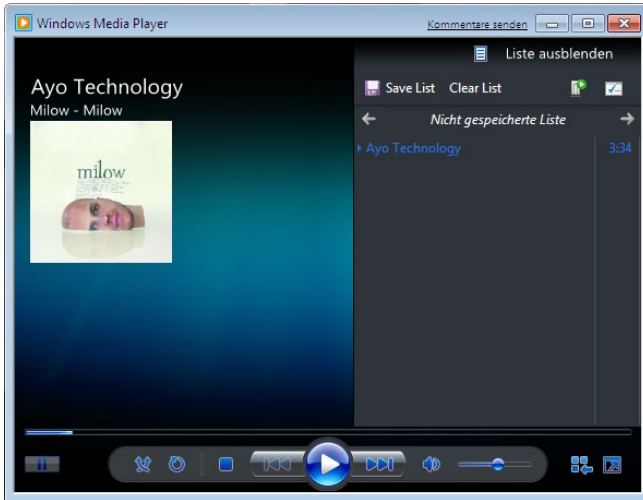 Windows Media Player
Kommentare senden
Liste ausblenden
Ayo Technology
Milow - Milow
milow
Save List Clear List
Nicht gespeicherte Liste
Ayo Technology 3:34